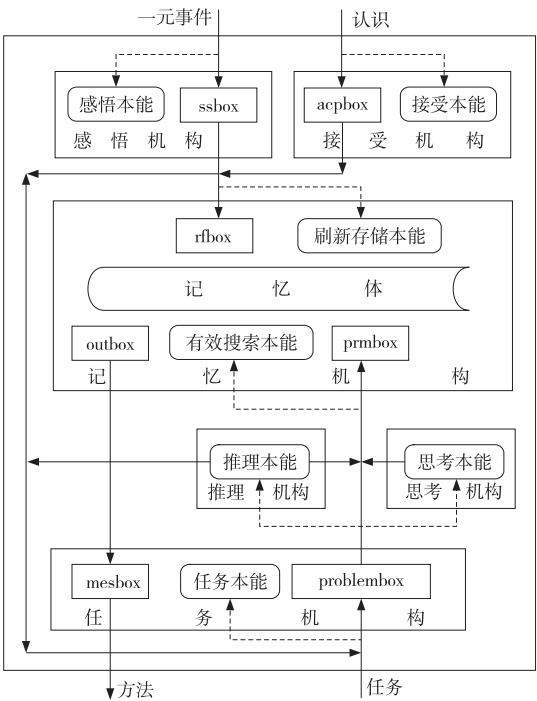 一元事件 认识
感悟本能 ssbox acpbox 接受本能
感悟机构 接受机构
rfbox 刷新存储本能
记忆体
outbox 有效搜索本能 prmbox
记忆机构
推理本能 思考本能
推理机构 思考机构
mesbox 任务本能 problembox
任务机构
方法 任务